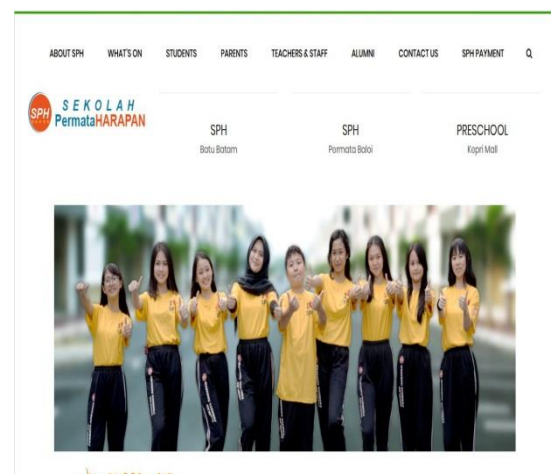 ABOUT SPH WHAT'S ON STUDENTS PARENTS TEACHERS & STAFF ALUMNI CONTACT US SPH PAYMENT
SPH SEKOLAH
PermataHARAPAN
SPH
Batu Batam
SPH
Permata Baloi
PRESCHOOL
Kepri Mall